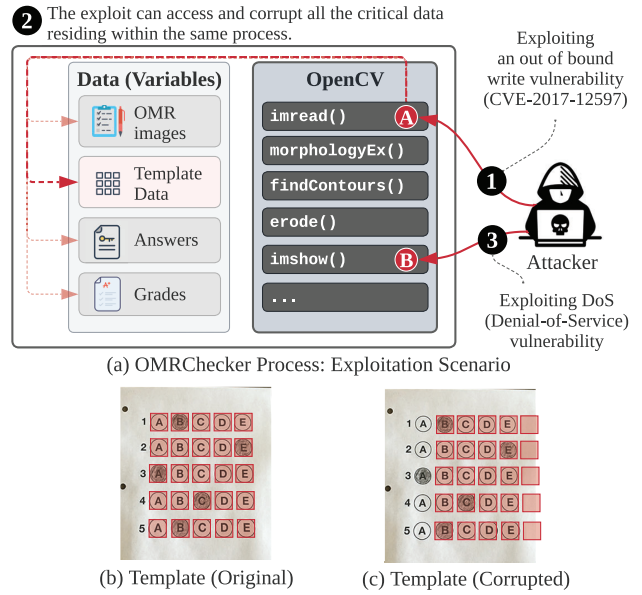 2 The exploit can access and corrupt all the critical data
residing within the same process.
Data (Variables)
OMR
images
Template
Data
Answers
A+
Grades
OpenCV
imread() A
morphologyEx()
findContours()
erode()
imshow() B
...
Exploiting
an out of bound
write vulnerability
(CVE-2017-12597)
1
3
Attacker
Exploiting DoS
(Denial-of-Service)
vulnerability
(a) OMRChecker Process: Exploitation Scenario
1 A B C D E
2 A B C D E
3 A B C D E
4 A B C D E
5 A B C D E
(b) Template (Original)
1 A B C D E
2 A B C D E
3 A B C D E
4 A B C D E
5 A B C D E
(c) Template (Corrupted)